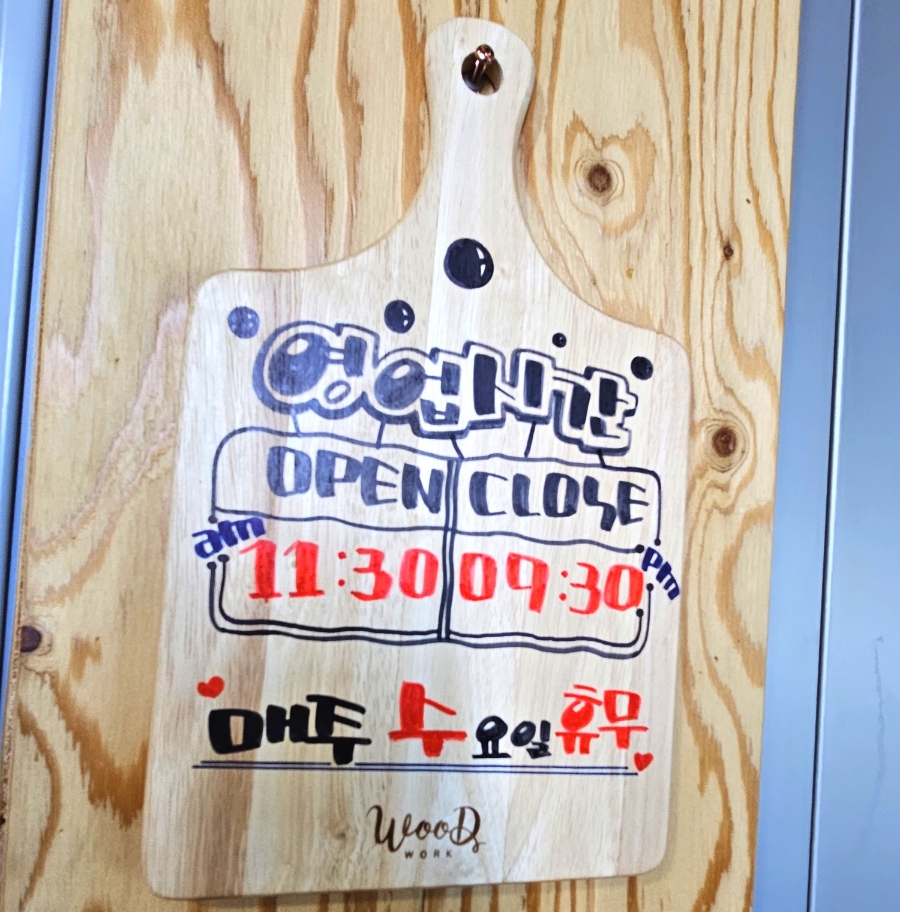 영업시간
OPEN CLOSE
am 11:30 09:30 pm
매주 수요일 휴무
WooDs
WORK